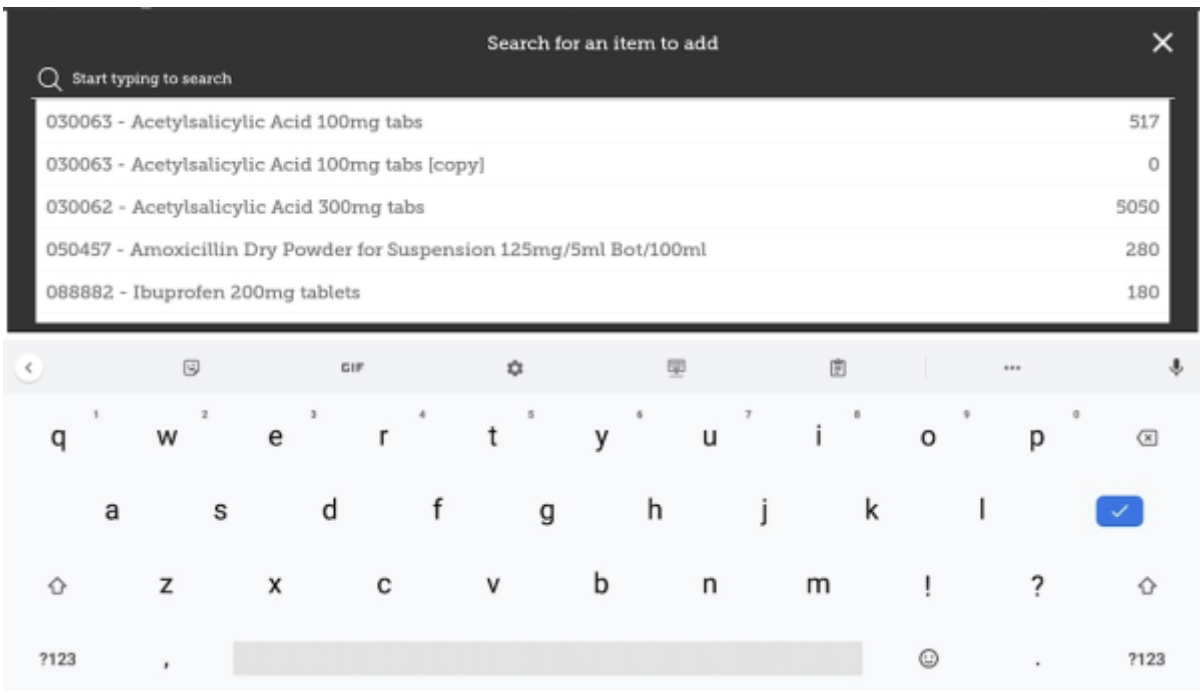 Search for an item to add
Start typing to search
030063 - Acetylsalicylic Acid 100mg tabs 517
030063 - Acetylsalicylic Acid 100mg tabs [copy] 0
030062 - Acetylsalicylic Acid 300mg tabs 5050
050457 - Amoxicillin Dry Powder for Suspension 125mg/5ml Bot/100ml 280
088882 - Ibuprofen 200mg tablets 180
GIF
1 2 3 4 5 6 7 8 9 0
q w e r t y u i o p
a s d f g h j k l
z x c v b n m ! ?
?123 , . ?123